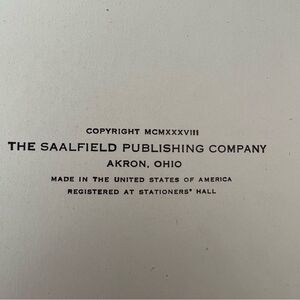 COPYRIGHT MCMXXXVIII
THE SAALFIELD PUBLISHING COMPANY
AKRON, OHIO
MADE IN THE UNITED STATES OF AMERICA
REGISTERED AT STATIONERS' HALL